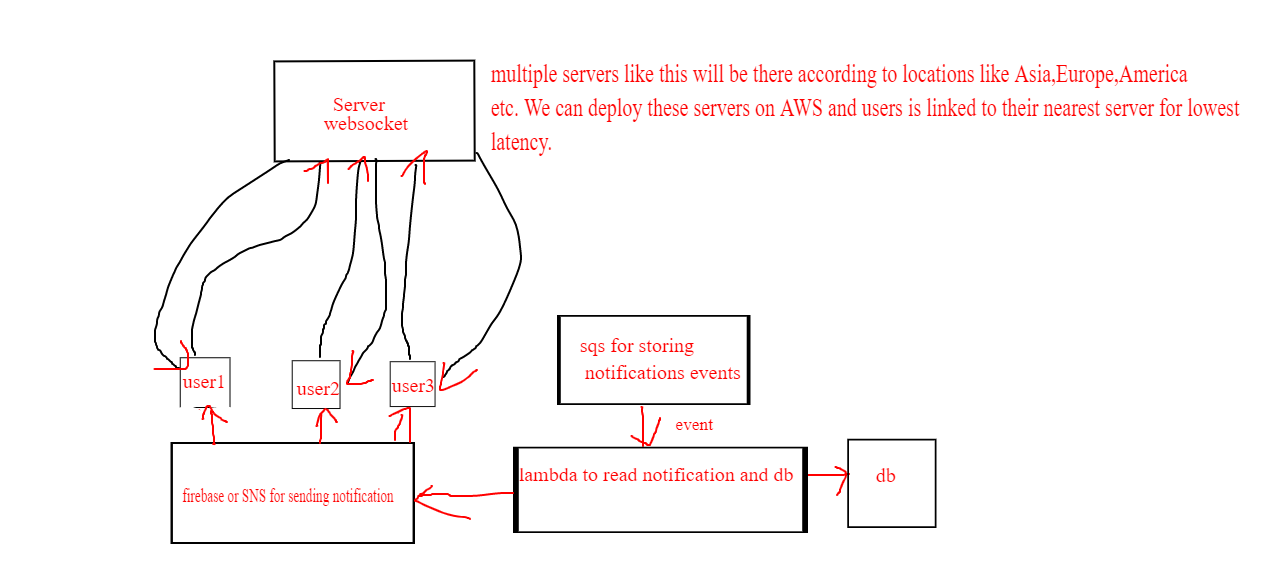 Server
websocket
multiple servers like this will be there according to locations like Asia,Europe,America
etc. We can deploy these servers on AWS and users is linked to their nearest server for lowest
latency.
user1
user2
user3
sqs for storing
notifications events
event
firebase or SNS for sending notification
lambda to read notification and db
db